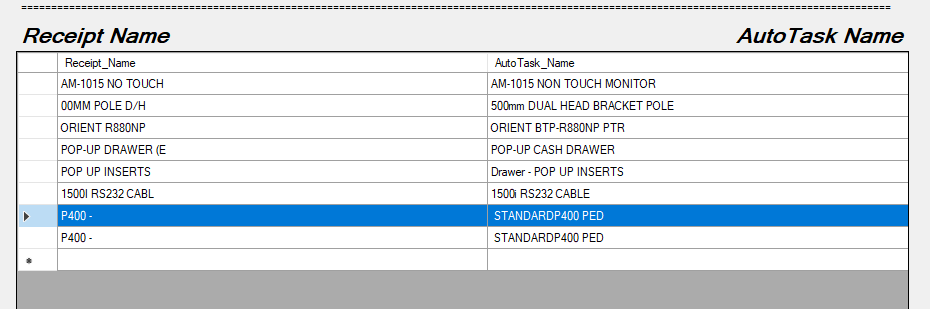 ==========================================================================================================================================
Receipt Name AutoTask Name
Receipt_Name AutoTask_Name
AM-1015 NO TOUCH AM-1015 NON TOUCH MONITOR
00MM POLE D/H 500mm DUAL HEAD BRACKET POLE
ORIENT R880NP ORIENT BTP-R880NP PTR
POP-UP DRAWER (E POP-UP CASH DRAWER
POP UP INSERTS Drawer - POP UP INSERTS
1500I RS232 CABL 1500i RS232 CABLE
P400 - STANDARDP400 PED
P400 - STANDARDP400 PED